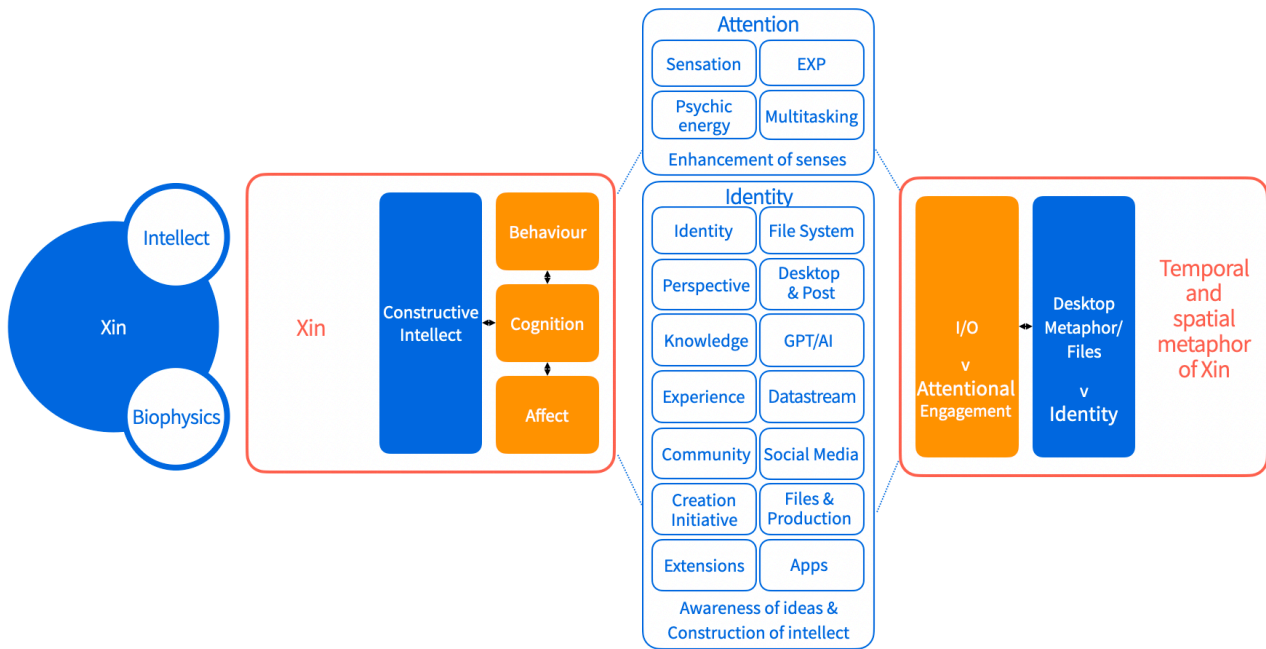 Intellect
Xin
Biophysics
Xin
Constructive
Intellect
Behaviour
Cognition
Affect
Attention
Sensation
EXP
Psychic
energy
Multitasking
Enhancement of senses
Identity
Identity
File System
Perspective
Desktop
& Post
Knowledge
GPT/AI
Experience
Datastream
Community
Social Media
Creation
Initiative
Files &
Production
Extensions
Apps
Awareness of ideas &
Construction of intellect
I/O
v
Attentional
Engagement
Desktop
Metaphor/
Files
v
Identity
Temporal
and
spatial
metaphor
of Xin